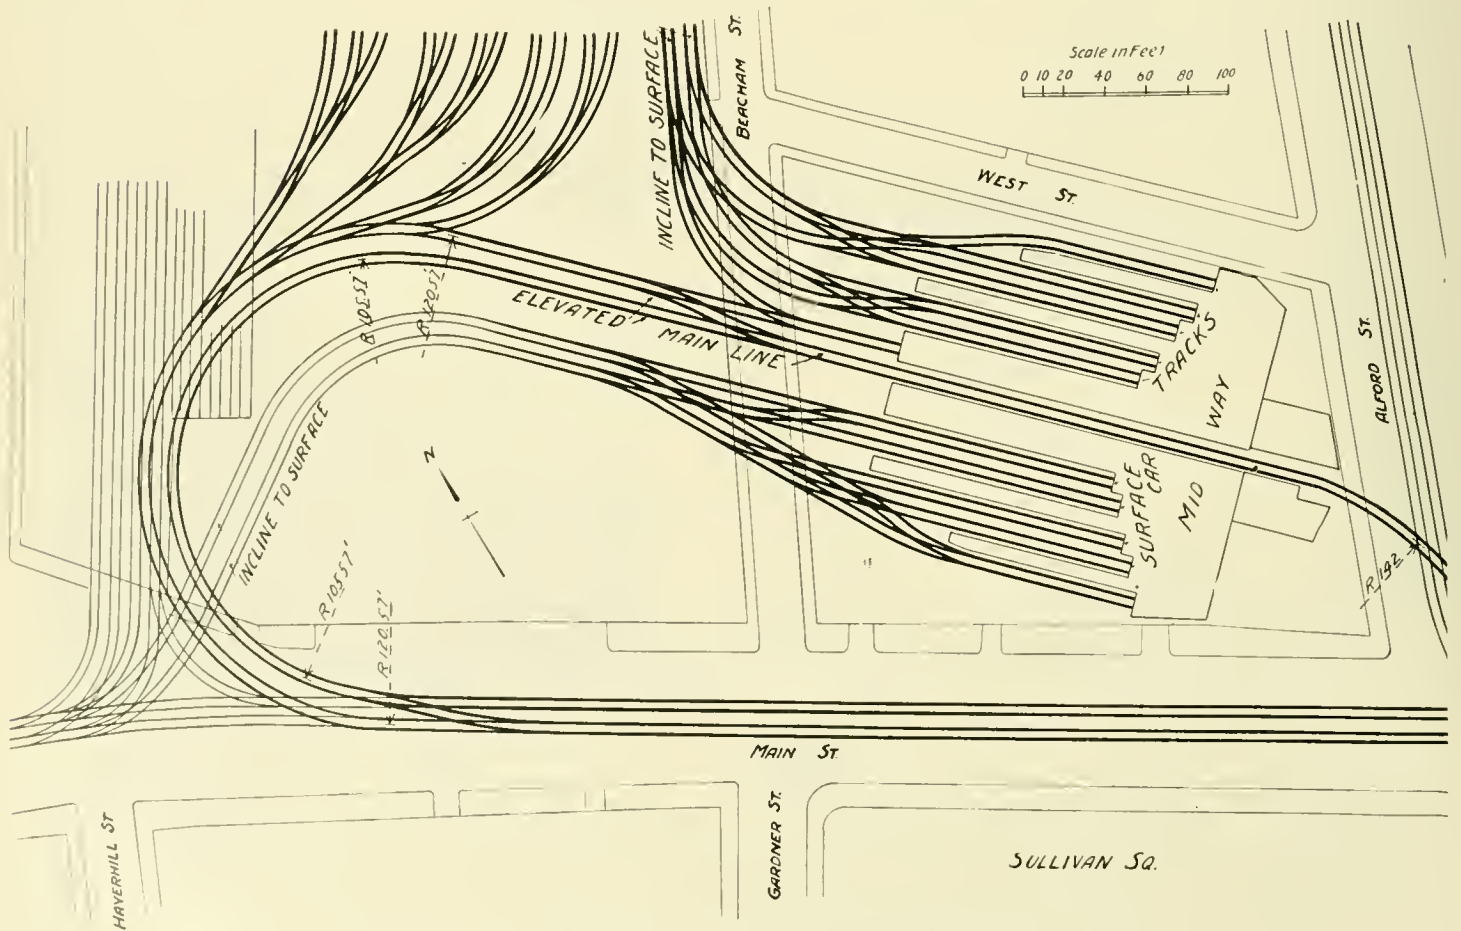 Scale in Feet
0 10 20 40 60 80 100
BEACHAM ST.
INCLINE TO SURFACE
WEST ST.
R 105.57'
R 120.57'
ELEVATED MAIN LINE
TRACKS
ALFORD ST.
WAY
INCLINE TO SURFACE
N
SURFACE
CAR
MID
R 142
R 105.57'
R 120.57'
MAIN ST.
HAVERHILL ST
GARDNER ST.
SULLIVAN SQ.